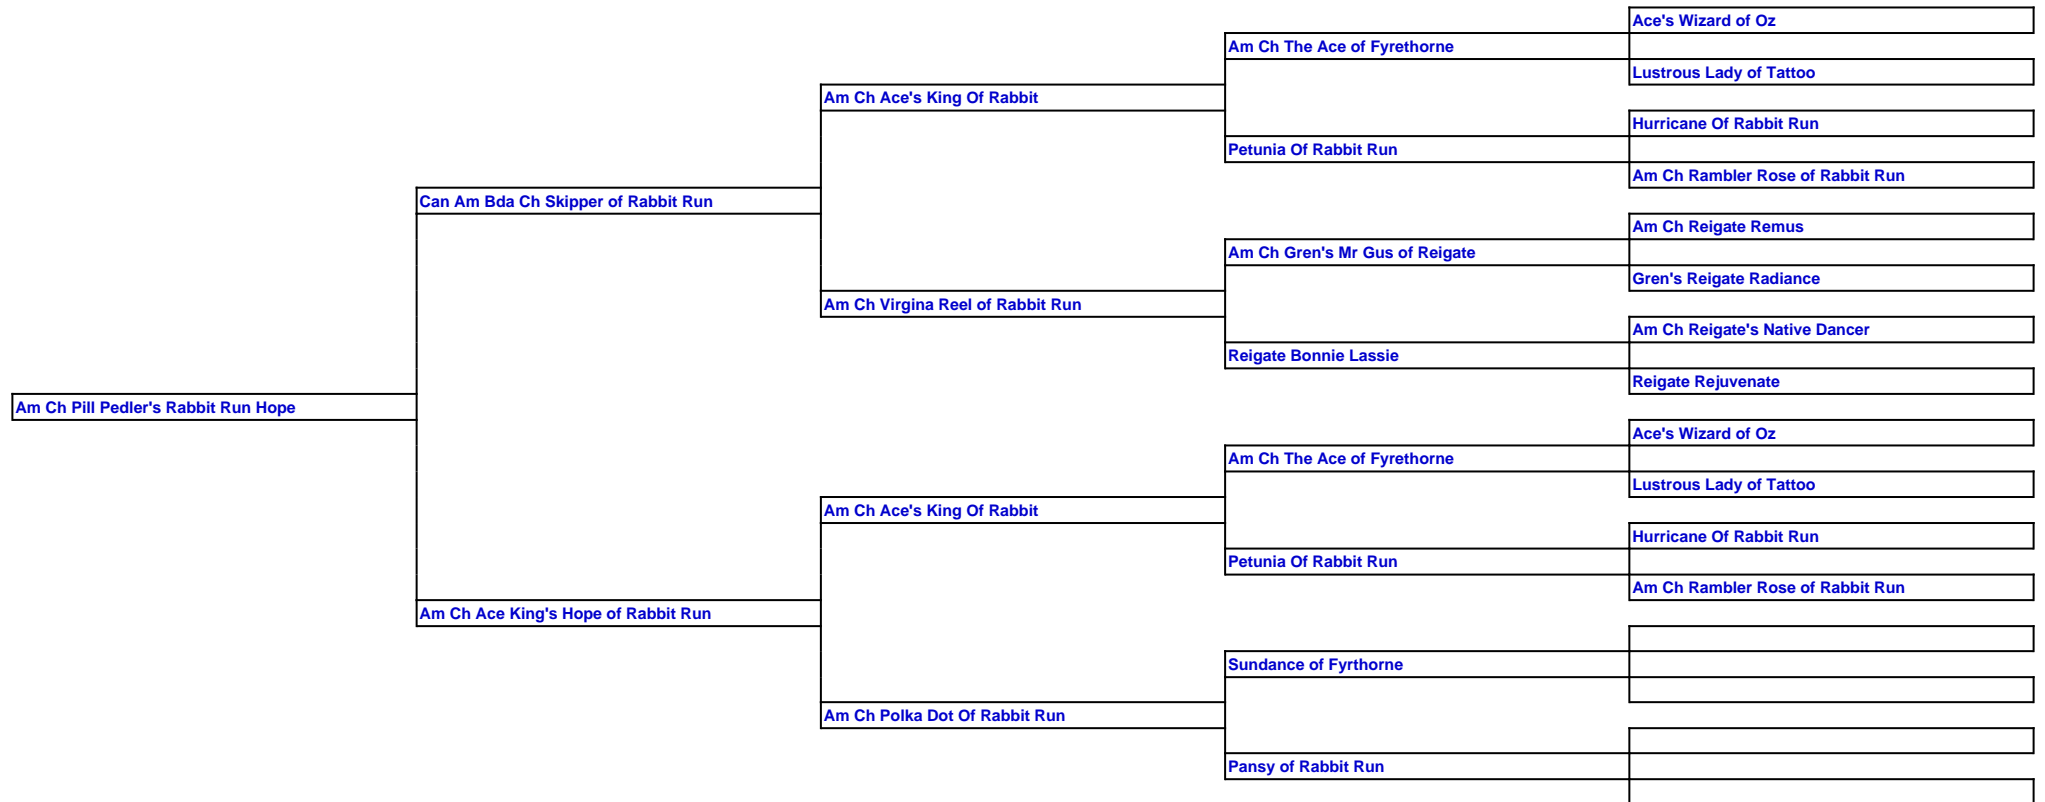 Ace's Wizard of Oz
Am Ch The Ace of Fyrethorne
Lustrous Lady of Tattoo
Am Ch Ace's King Of Rabbit
Hurricane Of Rabbit Run
Petunia Of Rabbit Run
Am Ch Rambler Rose of Rabbit Run
Can Am Bda Ch Skipper of Rabbit Run
Am Ch Reigate Remus
Am Ch Gren's Mr Gus of Reigate
Gren's Reigate Radiance
Am Ch Virgina Reel of Rabbit Run
Am Ch Reigate's Native Dancer
Reigate Bonnie Lassie
Reigate Rejuvenate
Am Ch Pill Pedler's Rabbit Run Hope
Ace's Wizard of Oz
Am Ch The Ace of Fyrethorne
Lustrous Lady of Tattoo
Am Ch Ace's King Of Rabbit
Hurricane Of Rabbit Run
Petunia Of Rabbit Run
Am Ch Rambler Rose of Rabbit Run
Am Ch Ace King's Hope of Rabbit Run
Sundance of Fyrthorne
Am Ch Polka Dot Of Rabbit Run
Pansy of Rabbit Run